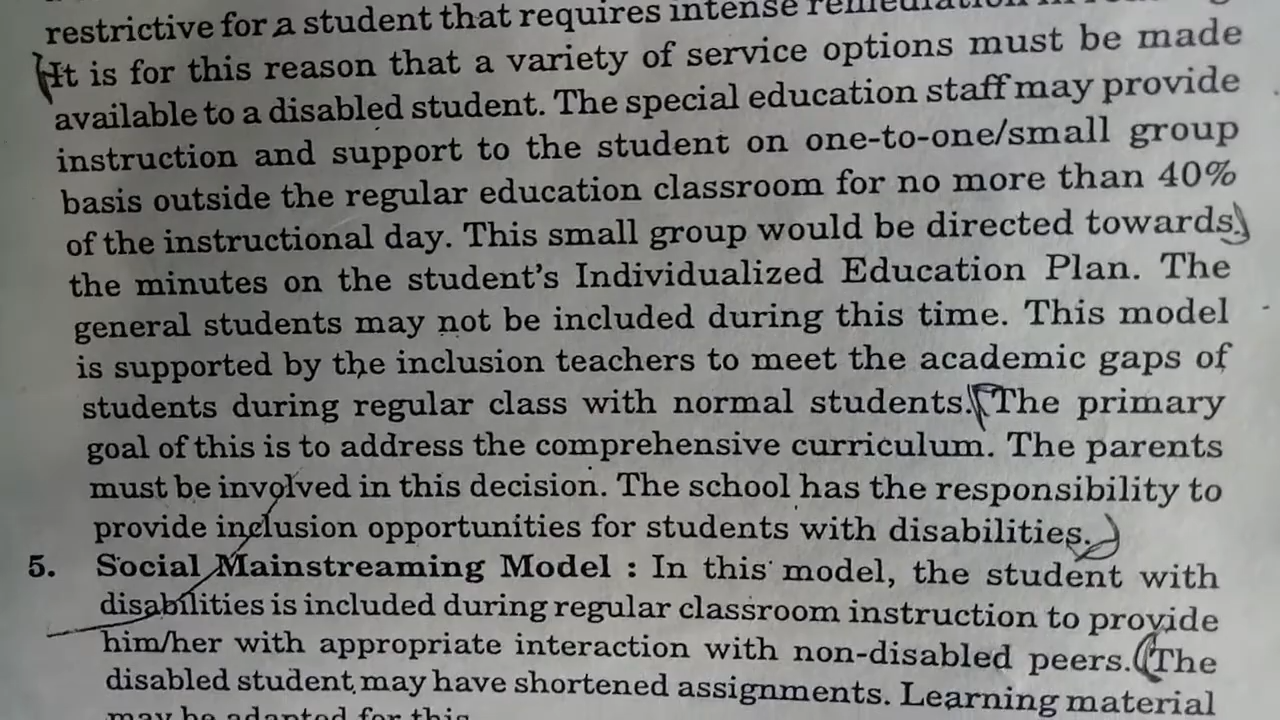 restrictive for a student that requires intense remediation in
It is for this reason that a variety of service options must be made
available to a disabled student. The special education staff may provide
instruction and support to the student on one-to-one/small group
basis outside the regular education classroom for no more than 40%
of the instructional day. This small group would be directed towards
the minutes on the student's Individualized Education Plan. The
general students may not be included during this time. This model
is supported by the inclusion teachers to meet the academic gaps of
students during regular class with normal students. The primary
goal of this is to address the comprehensive curriculum. The parents
must be involved in this decision. The school has the responsibility to
provide inclusion opportunities for students with disabilities.
5. Social Mainstreaming Model : In this model, the student with
disabilities is included during regular classroom instruction to provide
him/her with appropriate interaction with non-disabled peers. The
disabled student may have shortened assignments. Learning material
may be adapted for this